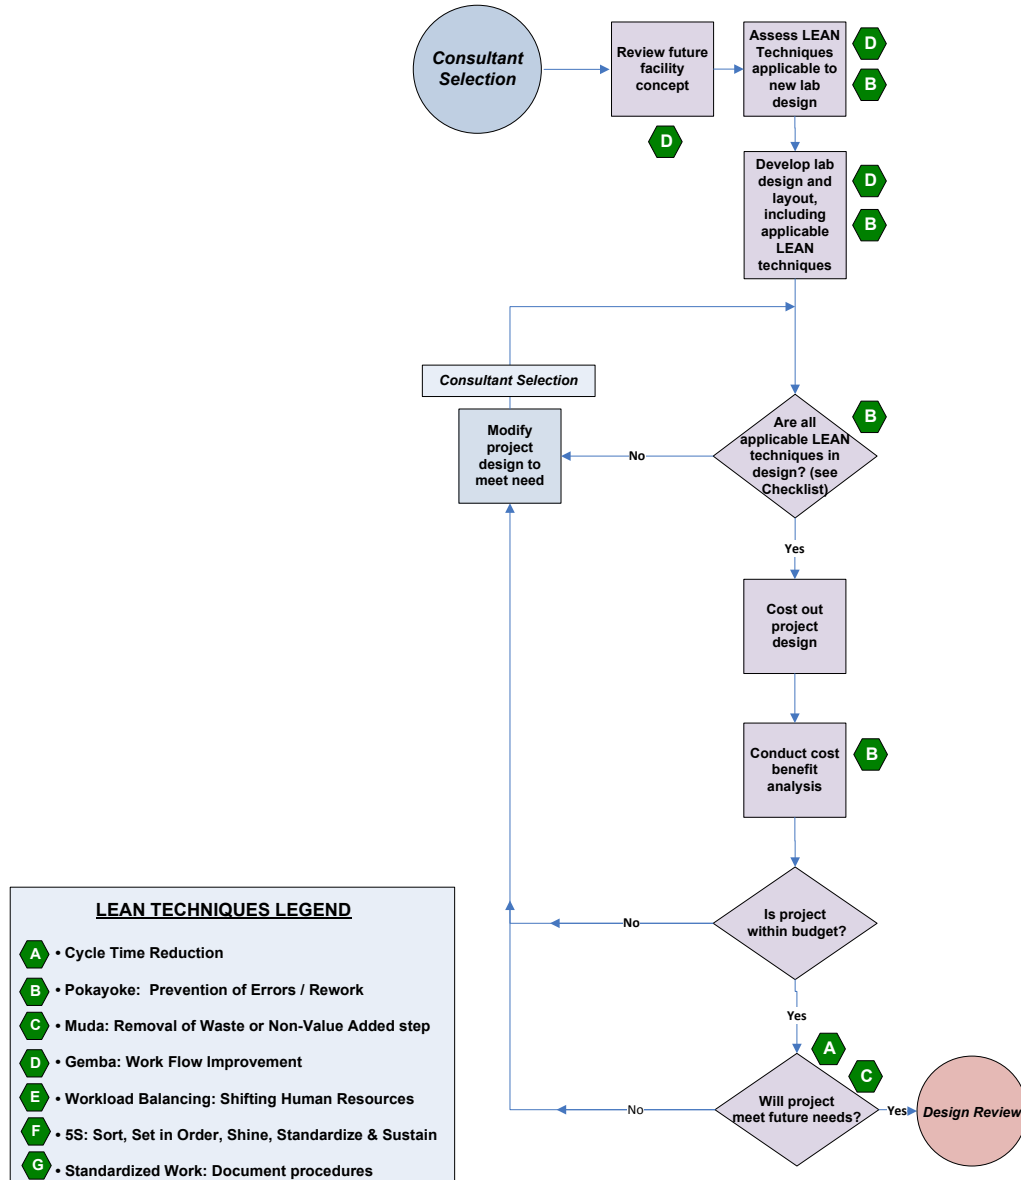 Consultant
Selection
Review future
facility
concept
D
Assess LEAN
Techniques
applicable to
new lab
design
D
B
Develop lab
design and
layout,
including
applicable
LEAN
techniques
D
B
Consultant Selection
Modify
project
design to
meet need
No
Are all
applicable LEAN
techniques in
design? (see
Checklist)
B
Yes
Cost out
project
design
Conduct cost
benefit
analysis
B
Is project
within budget?
No
Yes
A
C
Will project
meet future needs?
No
Yes
Design Review
LEAN TECHNIQUES LEGEND
A • Cycle Time Reduction
B • Pokayoke:  Prevention of Errors / Rework
C • Muda: Removal of Waste or Non-Value Added step
D • Gemba: Work Flow Improvement
E • Workload Balancing: Shifting Human Resources
F • 5S: Sort, Set in Order, Shine, Standardize & Sustain
G • Standardized Work: Document procedures